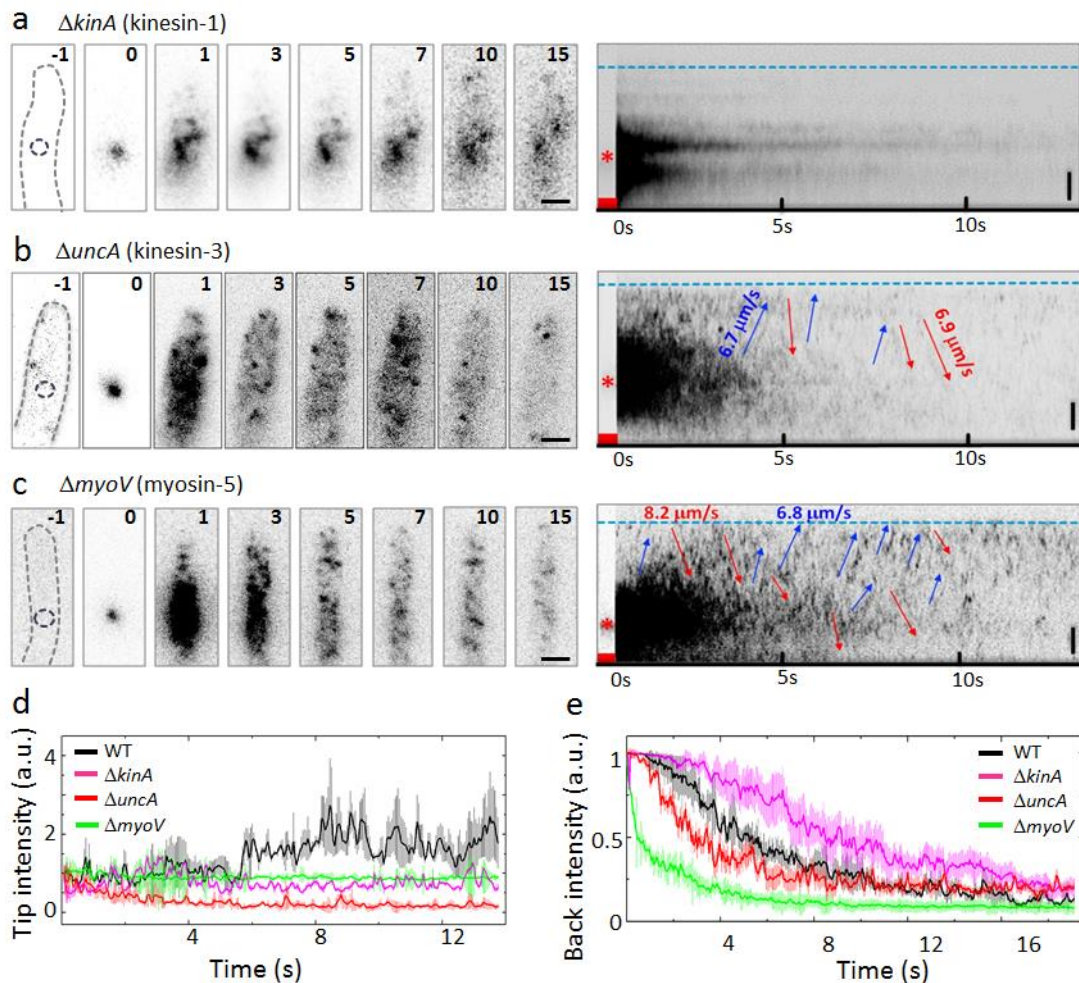 a ΔkinA (kinesin-1)
-1 0 1 3 5 7 10 15
*
0s 5s 10s
b ΔuncA (kinesin-3)
-1 0 1 3 5 7 10 15
6.7 μm/s 6.9 μm/s
*
0s 5s 10s
c ΔmyoV (myosin-5)
-1 0 1 3 5 7 10 15
8.2 μm/s 6.8 μm/s
*
0s 5s 10s
d
Tip intensity (a.u.)
4
2
0
WT
ΔkinA
ΔuncA
ΔmyoV
4 8 12
Time (s)
e
Back intensity (a.u.)
1
0.5
0
WT
ΔkinA
ΔuncA
ΔmyoV
4 8 12 16
Time (s)